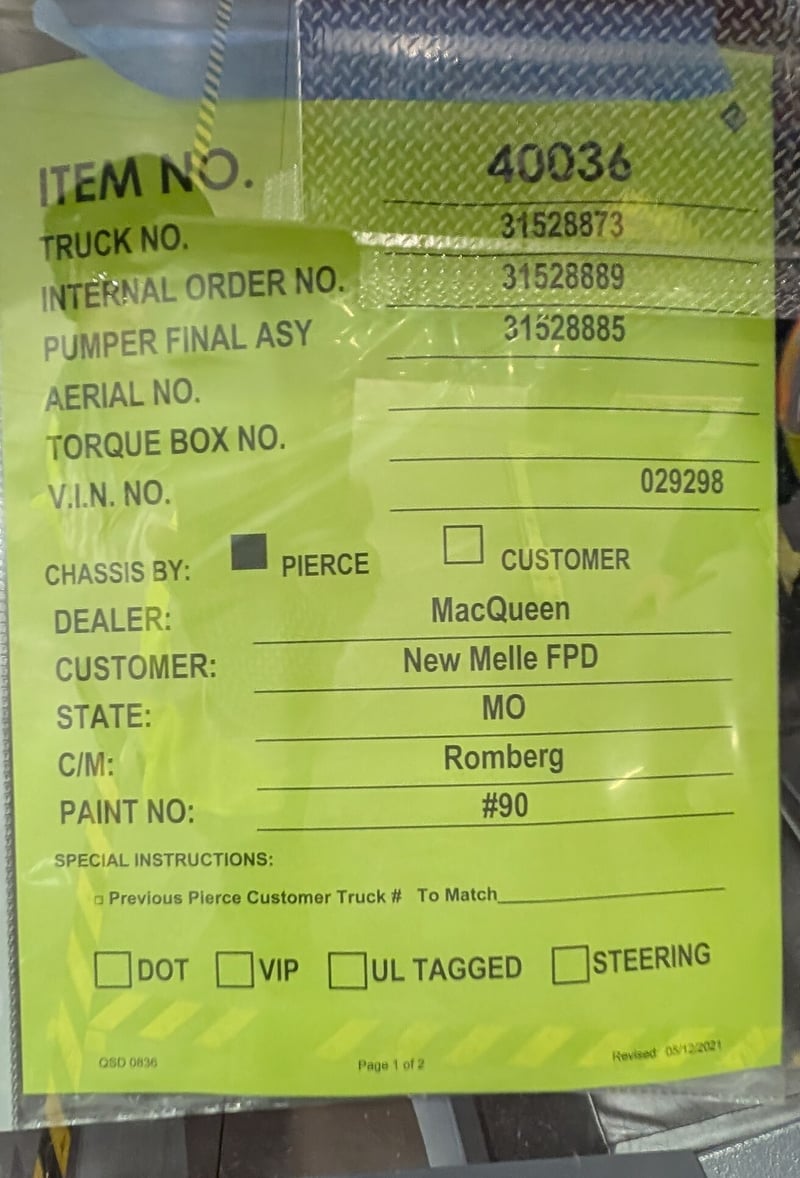 ITEM NO. 40036
TRUCK NO. 31528873
INTERNAL ORDER NO. 31528889
PUMPER FINAL ASY 31528885
AERIAL NO.
TORQUE BOX NO.
V.I.N. NO. 029298
CHASSIS BY: PIERCE CUSTOMER
DEALER: MacQueen
CUSTOMER: New Melle FPD
STATE: MO
C/M: Romberg
PAINT NO: #90
SPECIAL INSTRUCTIONS:
Previous Pierce Customer Truck # To Match
DOT VIP UL TAGGED STEERING
QSD 0836 Page 1 of 2 Revised: 05/12/2021